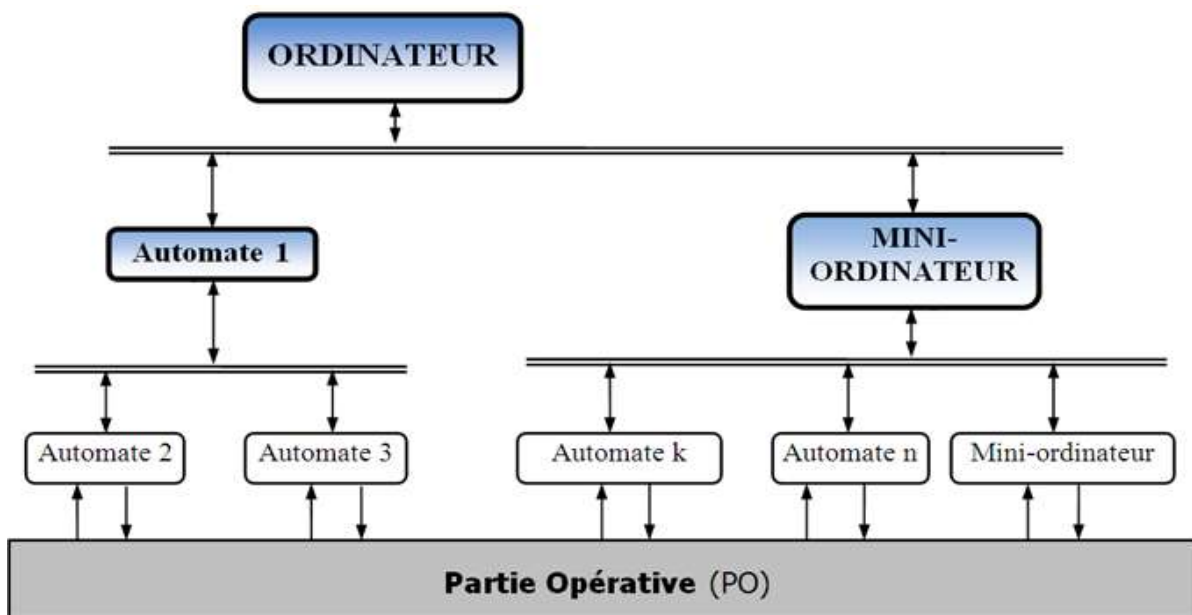 ORDINATEUR
Automate 1
MINI-
ORDINATEUR
Automate 2
Automate 3
Automate k
Automate n
Mini-ordinateur
Partie Opérative (PO)